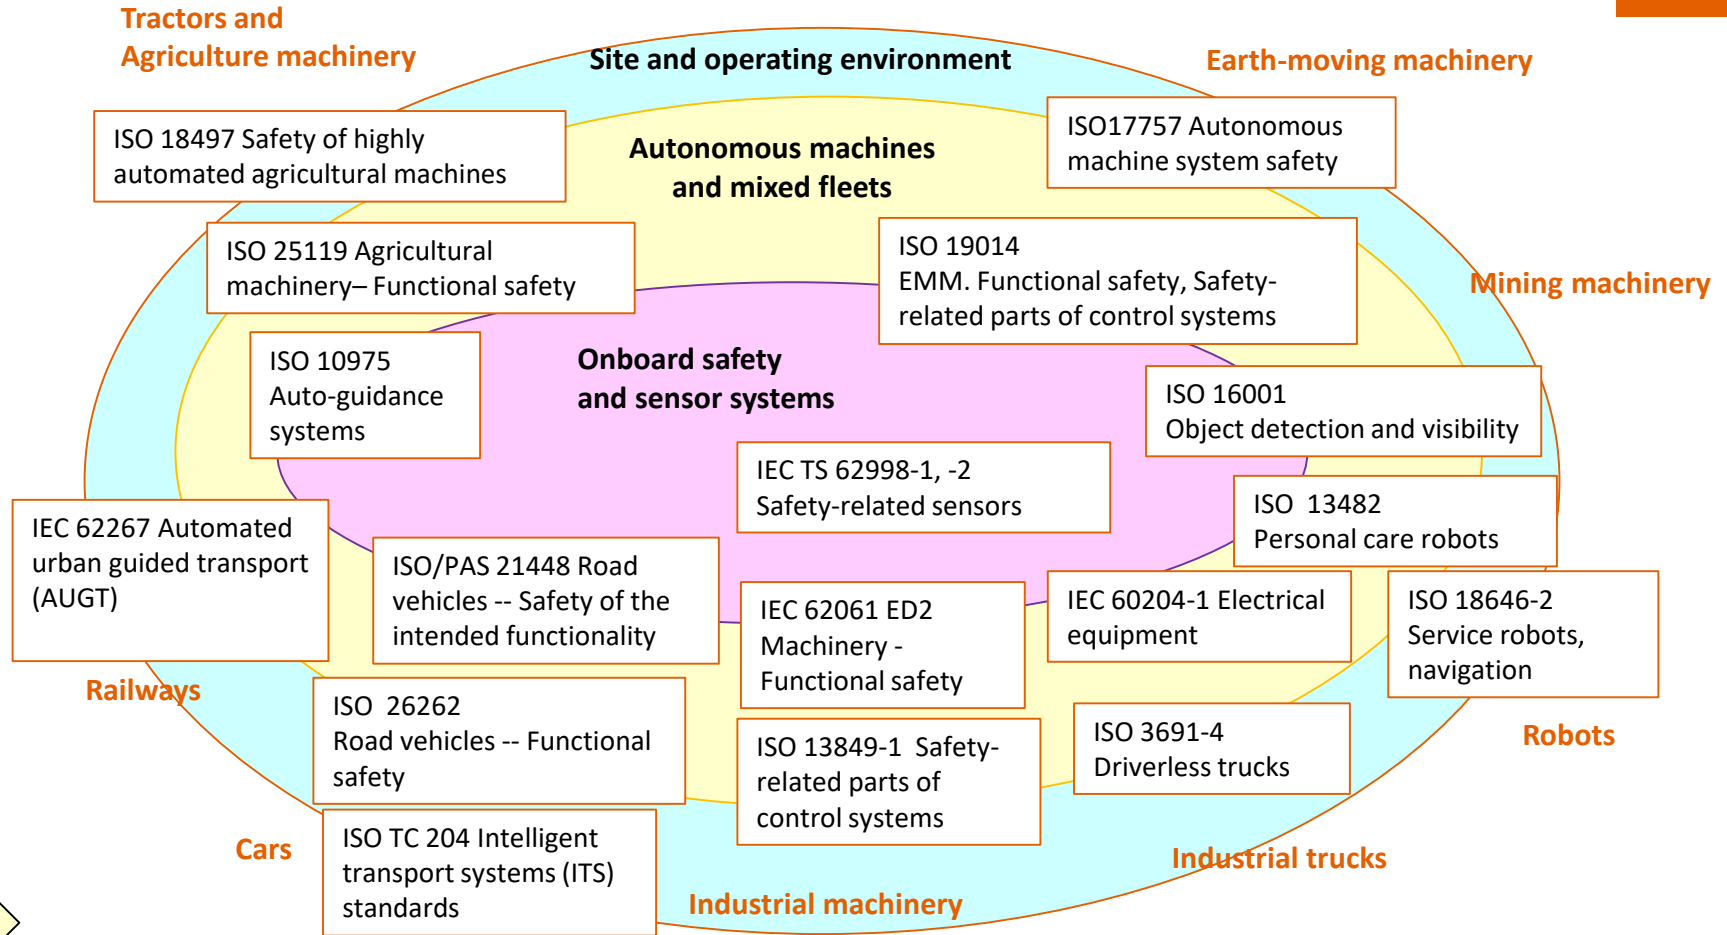 Tractors and
Agriculture machinery
Site and operating environment
Earth-moving machinery
ISO 18497 Safety of highly
automated agricultural machines
Autonomous machines
and mixed fleets
ISO17757 Autonomous
machine system safety
ISO 25119 Agricultural
machinery– Functional safety
ISO 19014
EMM. Functional safety, Safety-
related parts of control systems
Mining machinery
ISO 10975
Auto-guidance
systems
Onboard safety
and sensor systems
ISO 16001
Object detection and visibility
IEC TS 62998-1, -2
Safety-related sensors
ISO  13482
Personal care robots
IEC 62267 Automated
urban guided transport
(AUGT)
ISO/PAS 21448 Road
vehicles -- Safety of the
intended functionality
IEC 62061 ED2
Machinery -
Functional safety
IEC 60204-1 Electrical
equipment
ISO 18646-2
Service robots,
navigation
Railways
ISO  26262
Road vehicles -- Functional
safety
ISO 13849-1  Safety-
related parts of
control systems
ISO 3691-4
Driverless trucks
Robots
Cars
ISO TC 204 Intelligent
transport systems (ITS)
standards
Industrial trucks
Industrial machinery